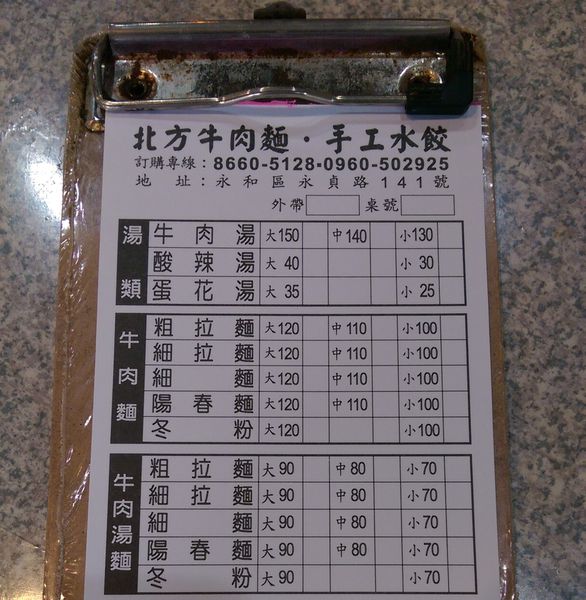 北方牛肉麵·手工水餃
訂購專線：8660-5128·0960-502925
地址：永和區永貞路141號
外帶 桌號
湯類
牛肉湯 大150 中140 小130
酸辣湯 大40 小30
蛋花湯 大35 小25
牛肉麵
粗拉麵 大120 中110 小100
細拉麵 大120 中110 小100
細麵 大120 中110 小100
陽春麵 大120 中110 小100
冬粉 大120 小100
牛肉湯麵
粗拉麵 大90 中80 小70
細拉麵 大90 中80 小70
細麵 大90 中80 小70
陽春麵 大90 中80 小70
冬粉 大90 小70